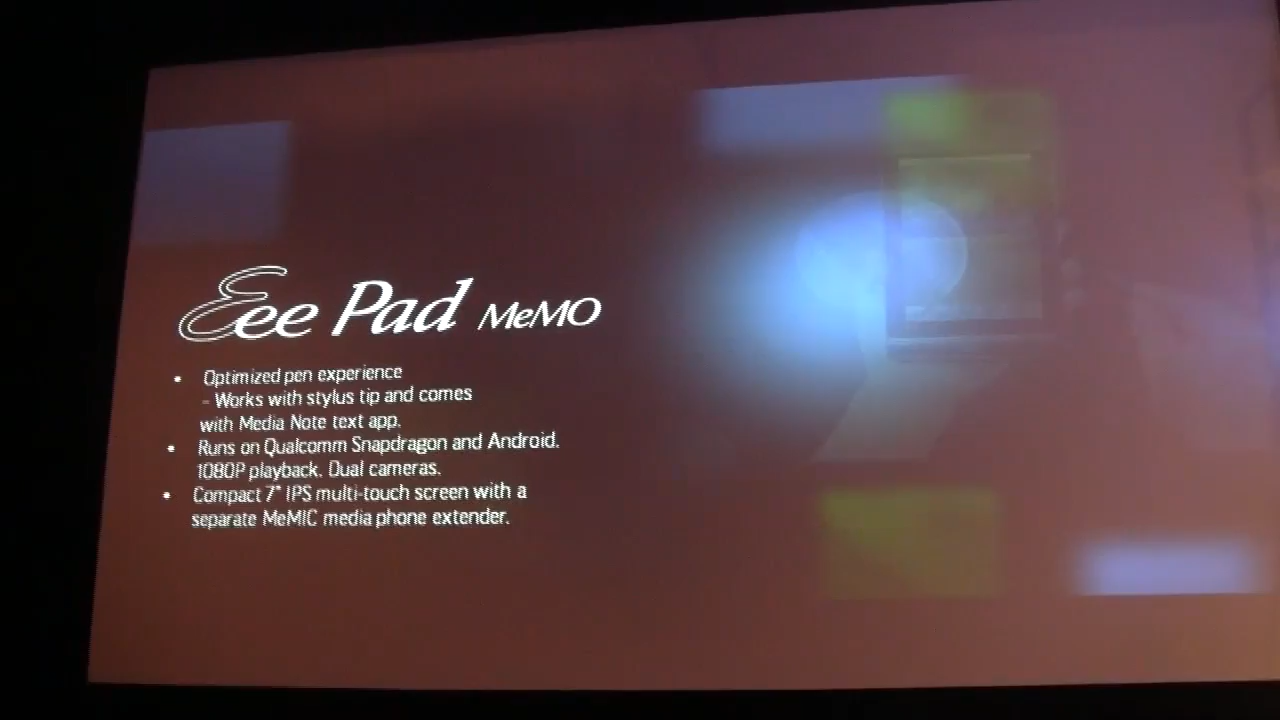 Eee Pad MeMO
• Optimized pen experience
- Works with stylus tip and comes
with Media Note text app.
• Runs on Qualcomm Snapdragon and Android.
1080P playback. Dual cameras.
• Compact 7" IPS multi-touch screen with a
separate MeMIC media phone extender.